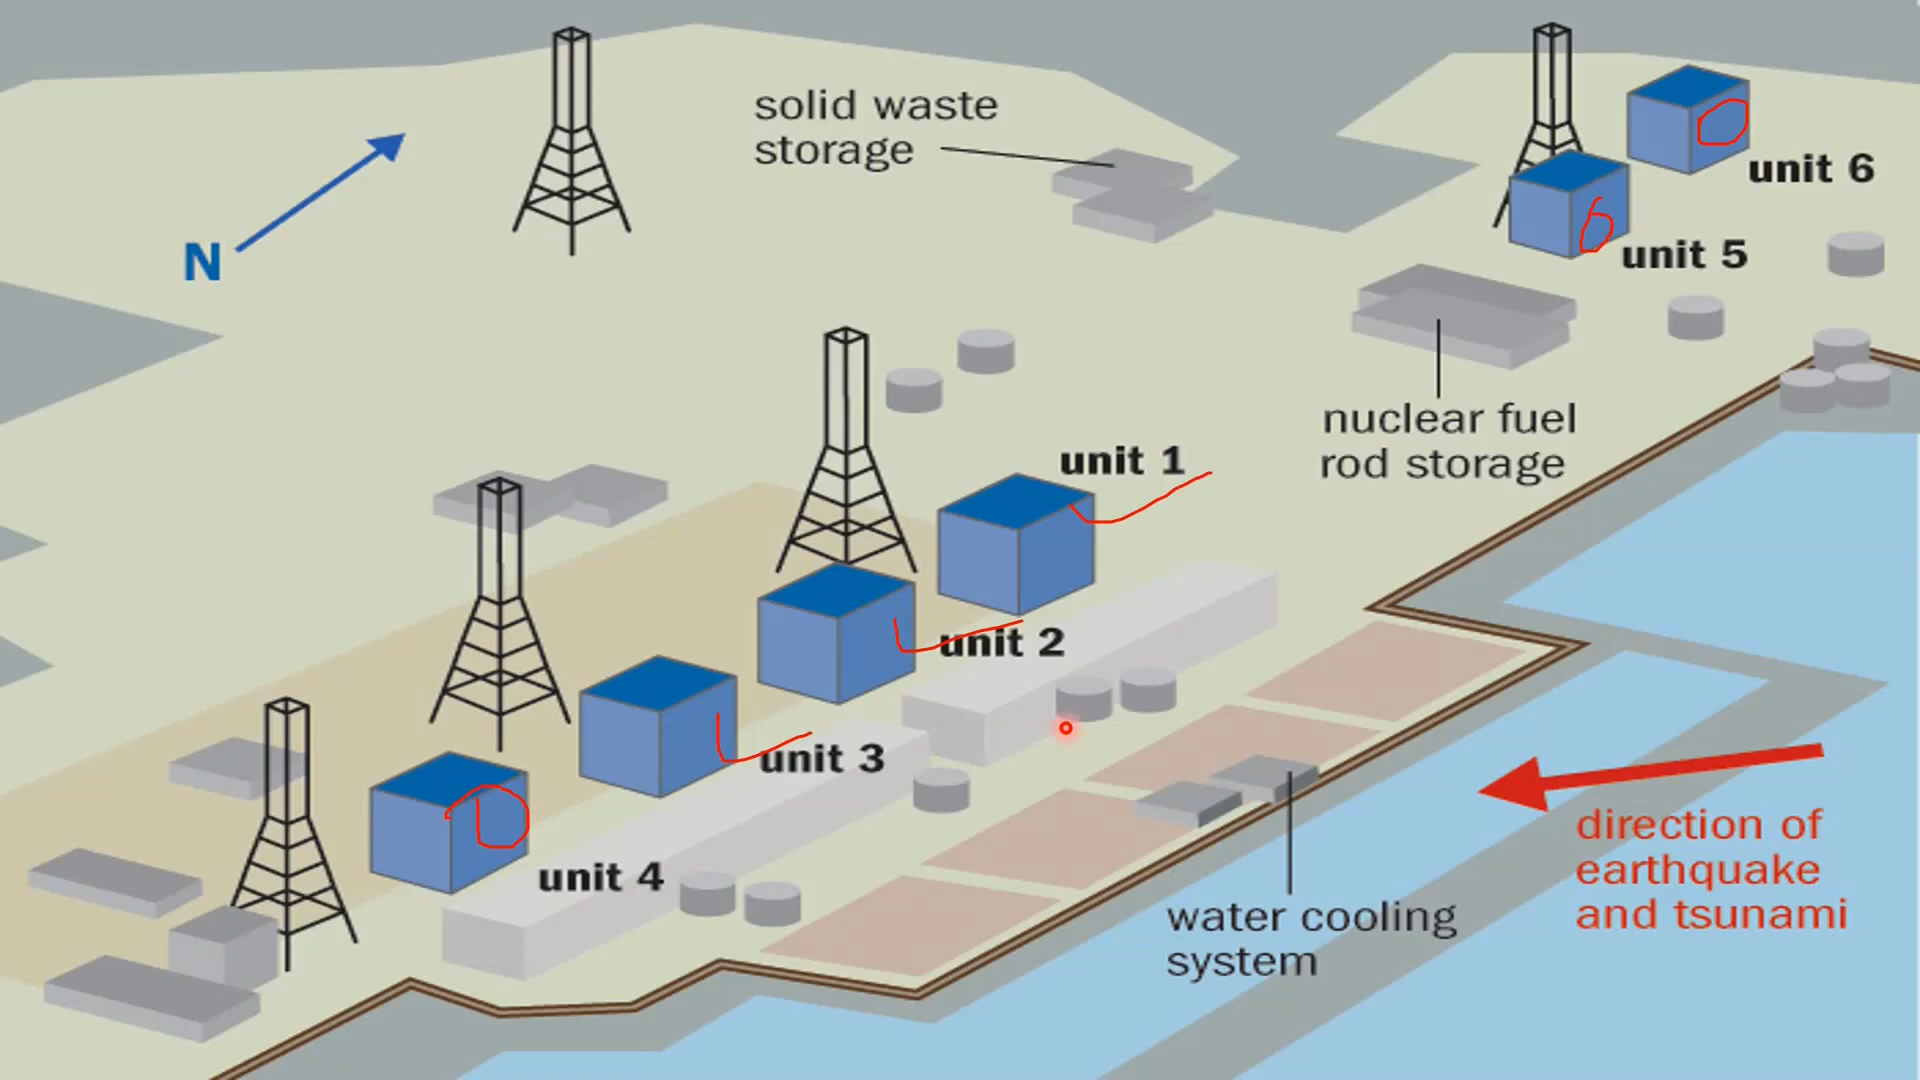 solid waste
storage
unit 6
unit 5
N
nuclear fuel
rod storage
unit 1
unit 2
unit 3
unit 4
direction of
earthquake
and tsunami
water cooling
system